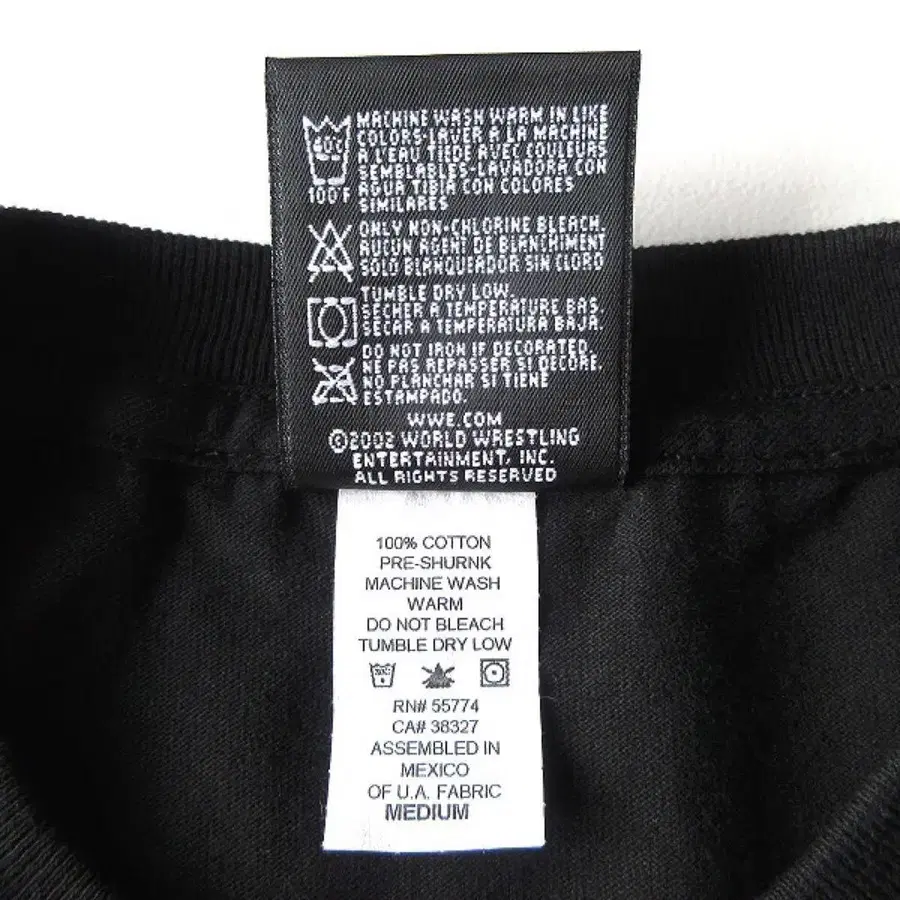 MACHINE WASH WARM IN LIKE
COLORS-LAVER A LA MACHINE
A L'EAU TIEDE AVEC COULEURS
SEMBLABLES-LAVADORA CON
AGUA TIBIA CON COLORES
SIMILARES
40C
100°F
ONLY NON-CHLORINE BLEACH.
AUCUN AGENT DE BLANCHIMENT
SOLO BLANQUEADOR SIN CLORO
TUMBLE DRY LOW.
SECHER A TEMPERATURE BAS.
SECAR A TEMPERATURA BAJA.
DO NOT IRON IF DECORATED.
NE PAS REPASSER SI DECORE.
NO PLANCHAR SI TIENE
ESTAMPADO.
WWE.COM
©2002 WORLD WRESTLING
ENTERTAINMENT, INC.
ALL RIGHTS RESERVED
100% COTTON
PRE-SHURNK
MACHINE WASH
WARM
DO NOT BLEACH
TUMBLE DRY LOW
RN# 55774
CA# 38327
ASSEMBLED IN
MEXICO
OF U.A. FABRIC
MEDIUM